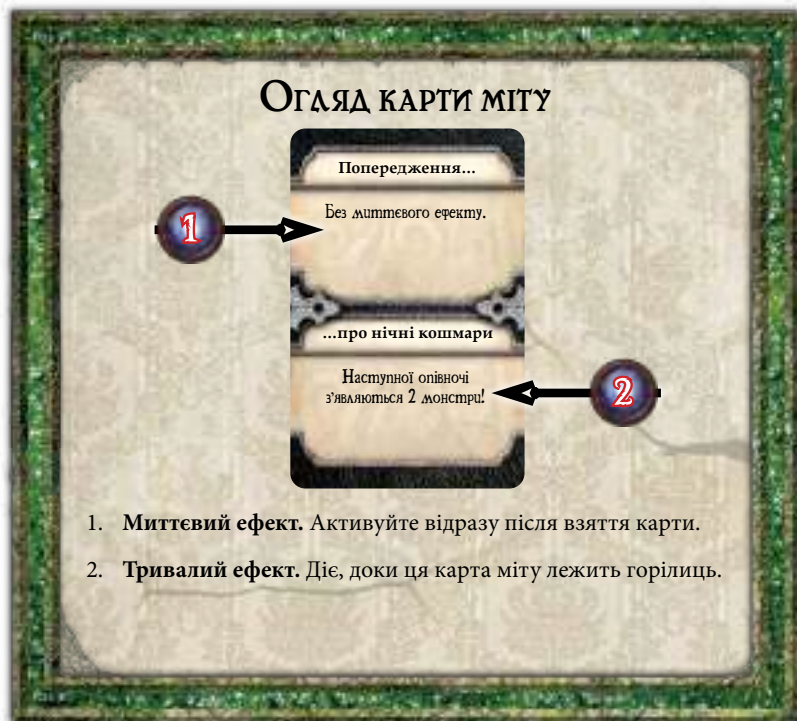 Огляд карти міту
Попередження...
1
Без миттєвого ефекту.
...про нічні кошмари
Наступної опівночі
з'являються 2 монстри!
2
1. Миттєвий ефект. Активуйте відразу після взяття карти.
2. Тривалий ефект. Діє, доки ця карта міту лежить горілиць.